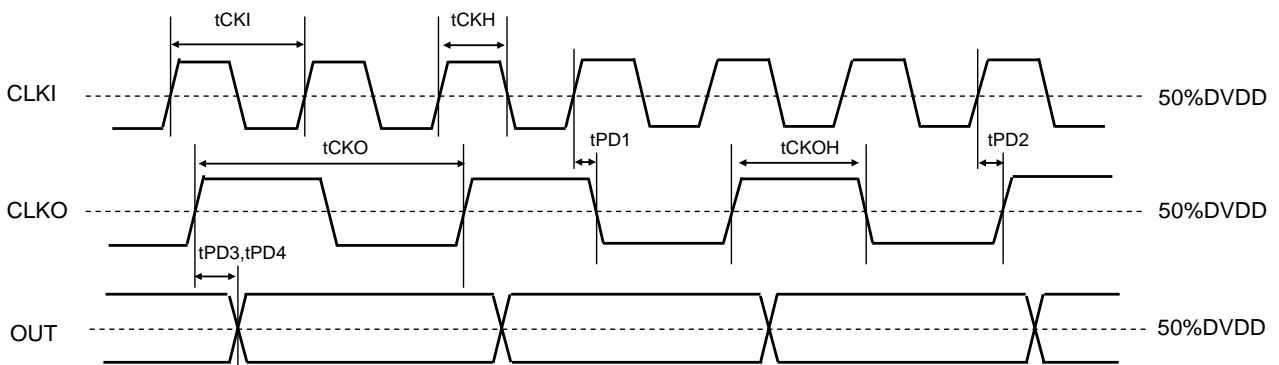 tCKI
tCKH
CLKI
50%DVDD
tCKO
tPD1
tCKOH
tPD2
CLKO
50%DVDD
tPD3,tPD4
OUT
50%DVDD